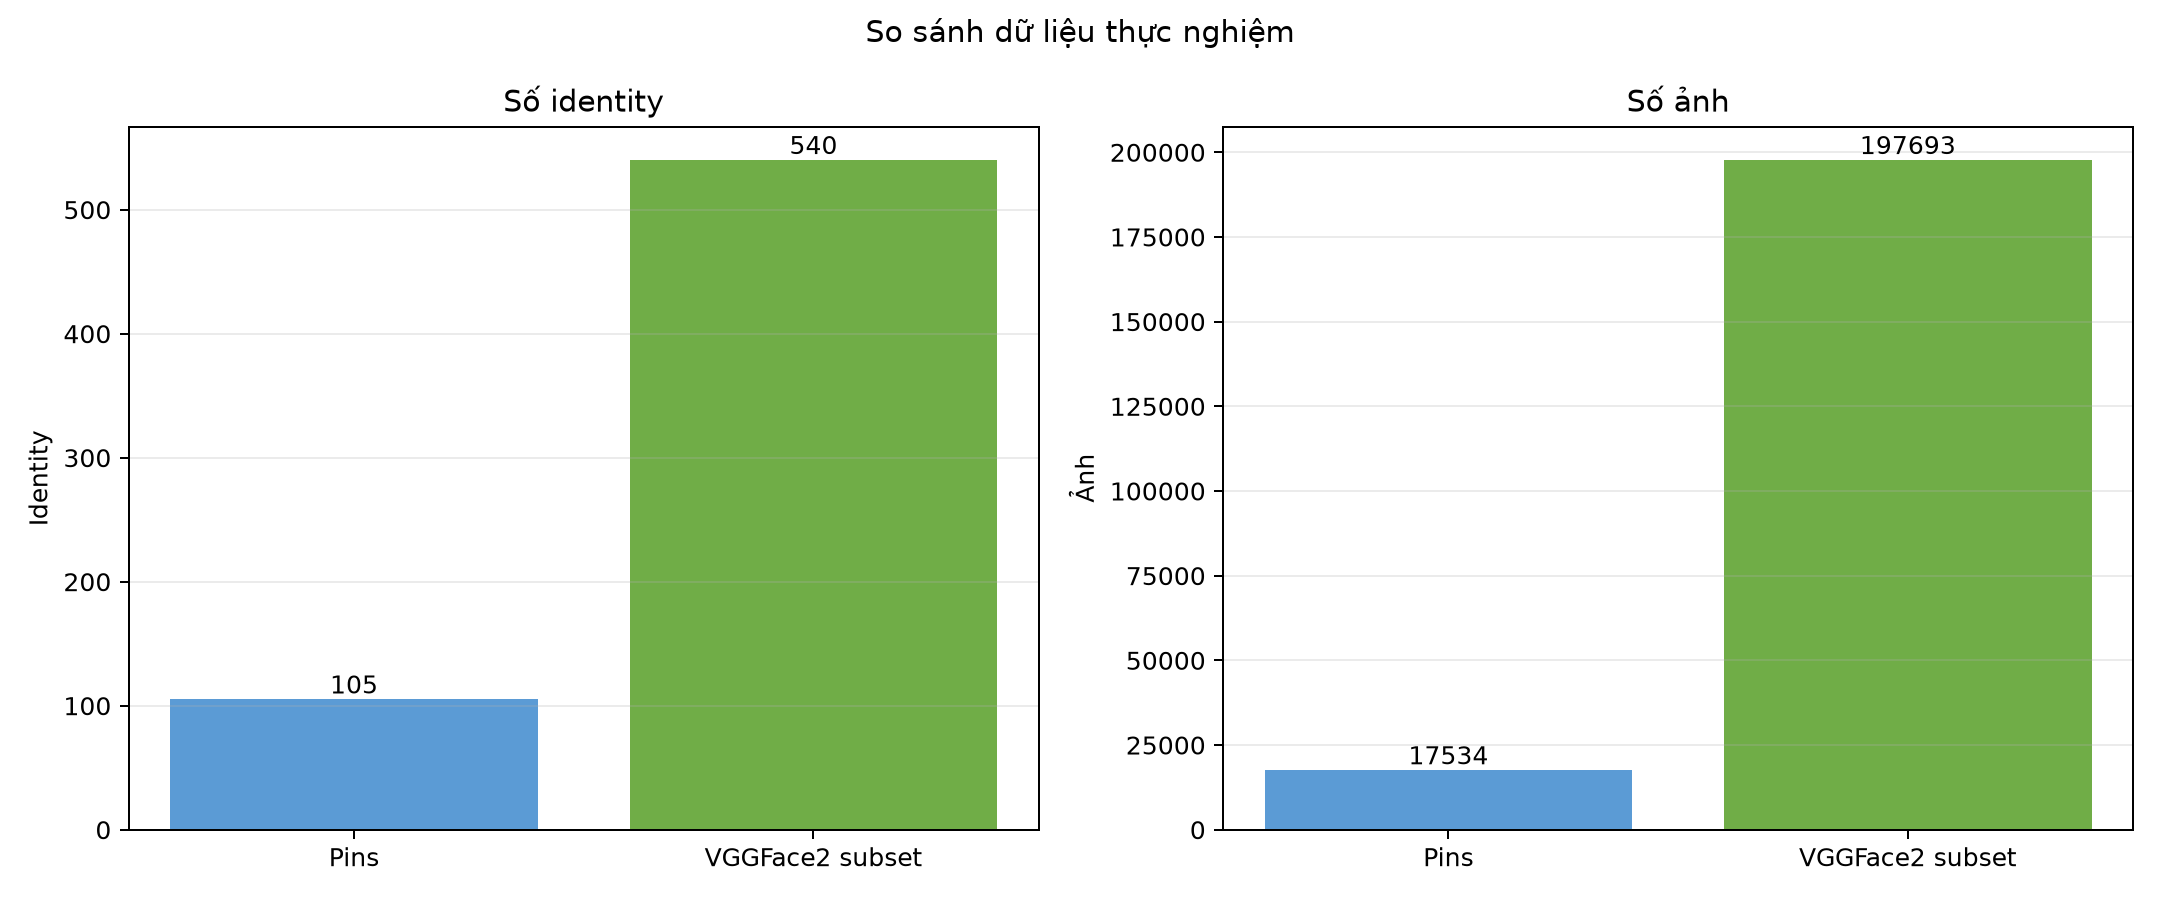 So sánh dữ liệu thực nghiệm
Số identity
540
500
400
300
200
105
100
0
Identity
Pins
VGGFace2 subset
Số ảnh
197693
200000
175000
150000
125000
100000
75000
50000
25000
17534
0
Ảnh
Pins
VGGFace2 subset